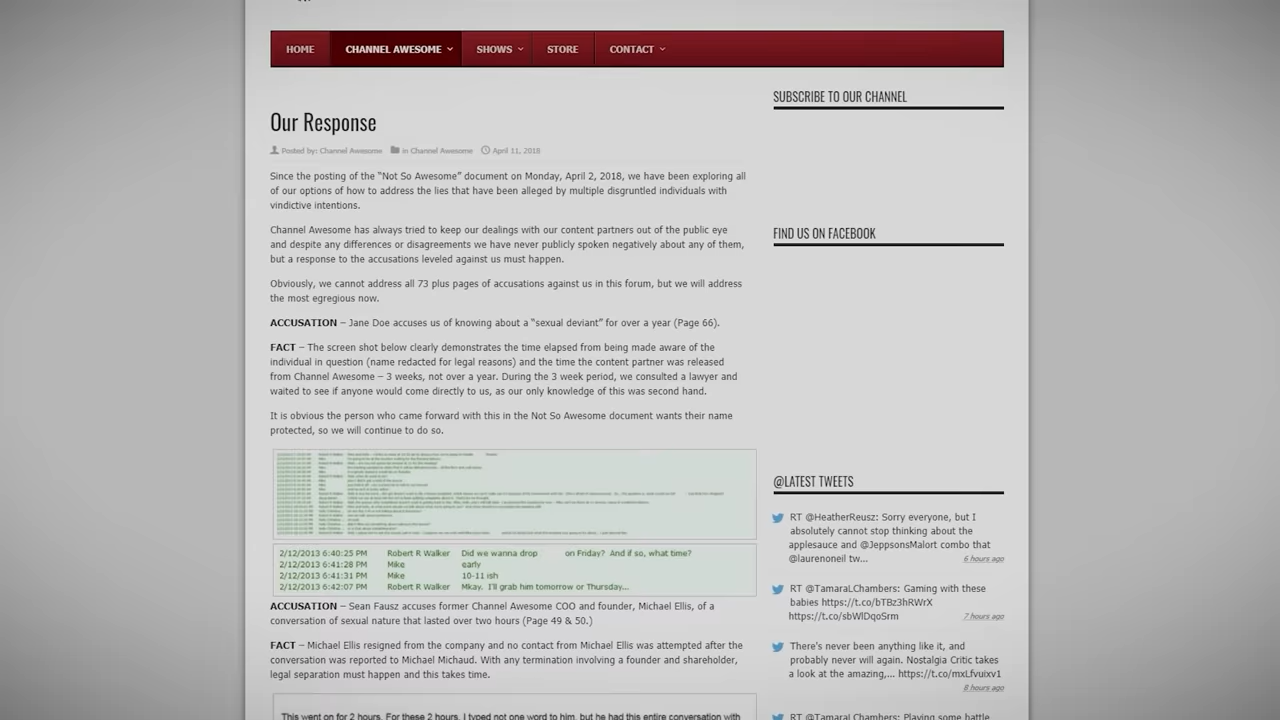 HOME
CHANNEL AWESOME
SHOWS
STORE
CONTACT
Our Response
Posted by: Channel Awesome in Channel Awesome April 11, 2018
Since the posting of the “Not So Awesome” document on Monday, April 2, 2018, we have been exploring all
of our options of how to address the lies that have been alleged by multiple disgruntled individuals with
vindictive intentions.
Channel Awesome has always tried to keep our dealings with our content partners out of the public eye
and despite any differences or disagreements we have never publicly spoken negatively about any of them,
but a response to the accusations leveled against us must happen.
Obviously, we cannot address all 73 plus pages of accusations against us in this forum, but we will address
the most egregious now.
ACCUSATION – Jane Doe accuses us of knowing about a “sexual deviant” for over a year (Page 66).
FACT – The screen shot below clearly demonstrates the time elapsed from being made aware of the
individual in question (name redacted for legal reasons) and the time the content partner was released
from Channel Awesome – 3 weeks, not over a year. During the 3 week period, we consulted a lawyer and
waited to see if anyone would come directly to us, as our only knowledge of this was second hand.
It is obvious the person who came forward with this in the Not So Awesome document wants their name
protected, so we will continue to do so.
2/12/2013 6:40:25 PM Robert R Walker Did we wanna drop on Friday? And if so, what time?
2/12/2013 6:41:28 PM Mike early
2/12/2013 6:41:31 PM Mike 10-11 ish
2/12/2013 6:42:07 PM Robert R Walker Mkay. I'll grab him tomorrow or Thursday...
ACCUSATION – Sean Fausz accuses former Channel Awesome COO and founder, Michael Ellis, of a
conversation of sexual nature that lasted over two hours (Page 49 & 50.)
FACT – Michael Ellis resigned from the company and no contact from Michael Ellis was attempted after the
conversation was reported to Michael Michaud. With any termination involving a founder and shareholder,
legal separation must happen and this takes time.
This went on for 2 hours. For these 2 hours, I typed not one word to him, but he had this entire conversation with
SUBSCRIBE TO OUR CHANNEL
FIND US ON FACEBOOK
@LATEST TWEETS
RT @HeatherReusz: Sorry everyone, but I
absolutely cannot stop thinking about the
applesauce and @JeppsonsMalort combo that
@laurenoneil tw... 6 hours ago
RT @TamaraLChambers: Gaming with these
babies https://t.co/bTBz3hRWrX
https://t.co/sbWlDqoSrm 7 hours ago
There's never been anything like it, and
probably never will again. Nostalgia Critic takes
a look at the amazing,... https://t.co/mxLfvuixv1
8 hours ago
RT @TamaraLChambers: Playing some battle